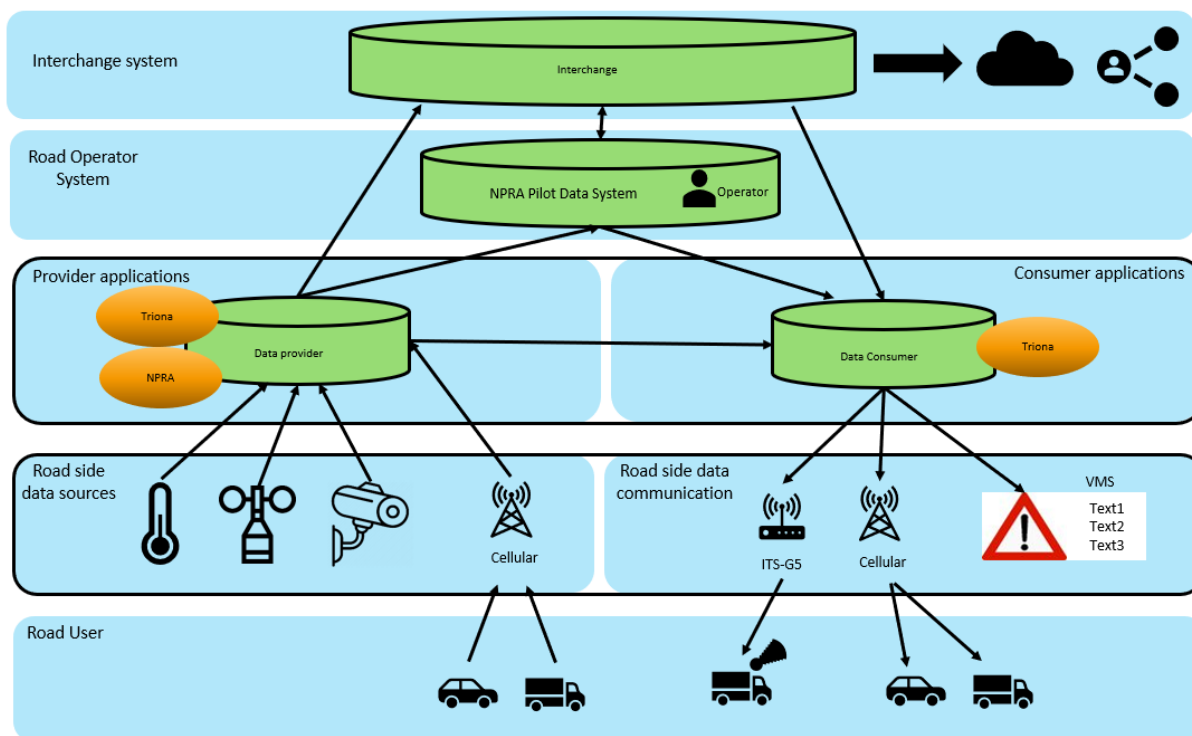 Interchange system
Interchange
Road Operator
System
NPRA Pilot Data System
Operator
Provider applications
Consumer applications
Triona
Data provider
NPRA
Data Consumer
Triona
Road side
data sources
Cellular
Road side data
communication
ITS-G5
Cellular
VMS
Text1
Text2
Text3
Road User